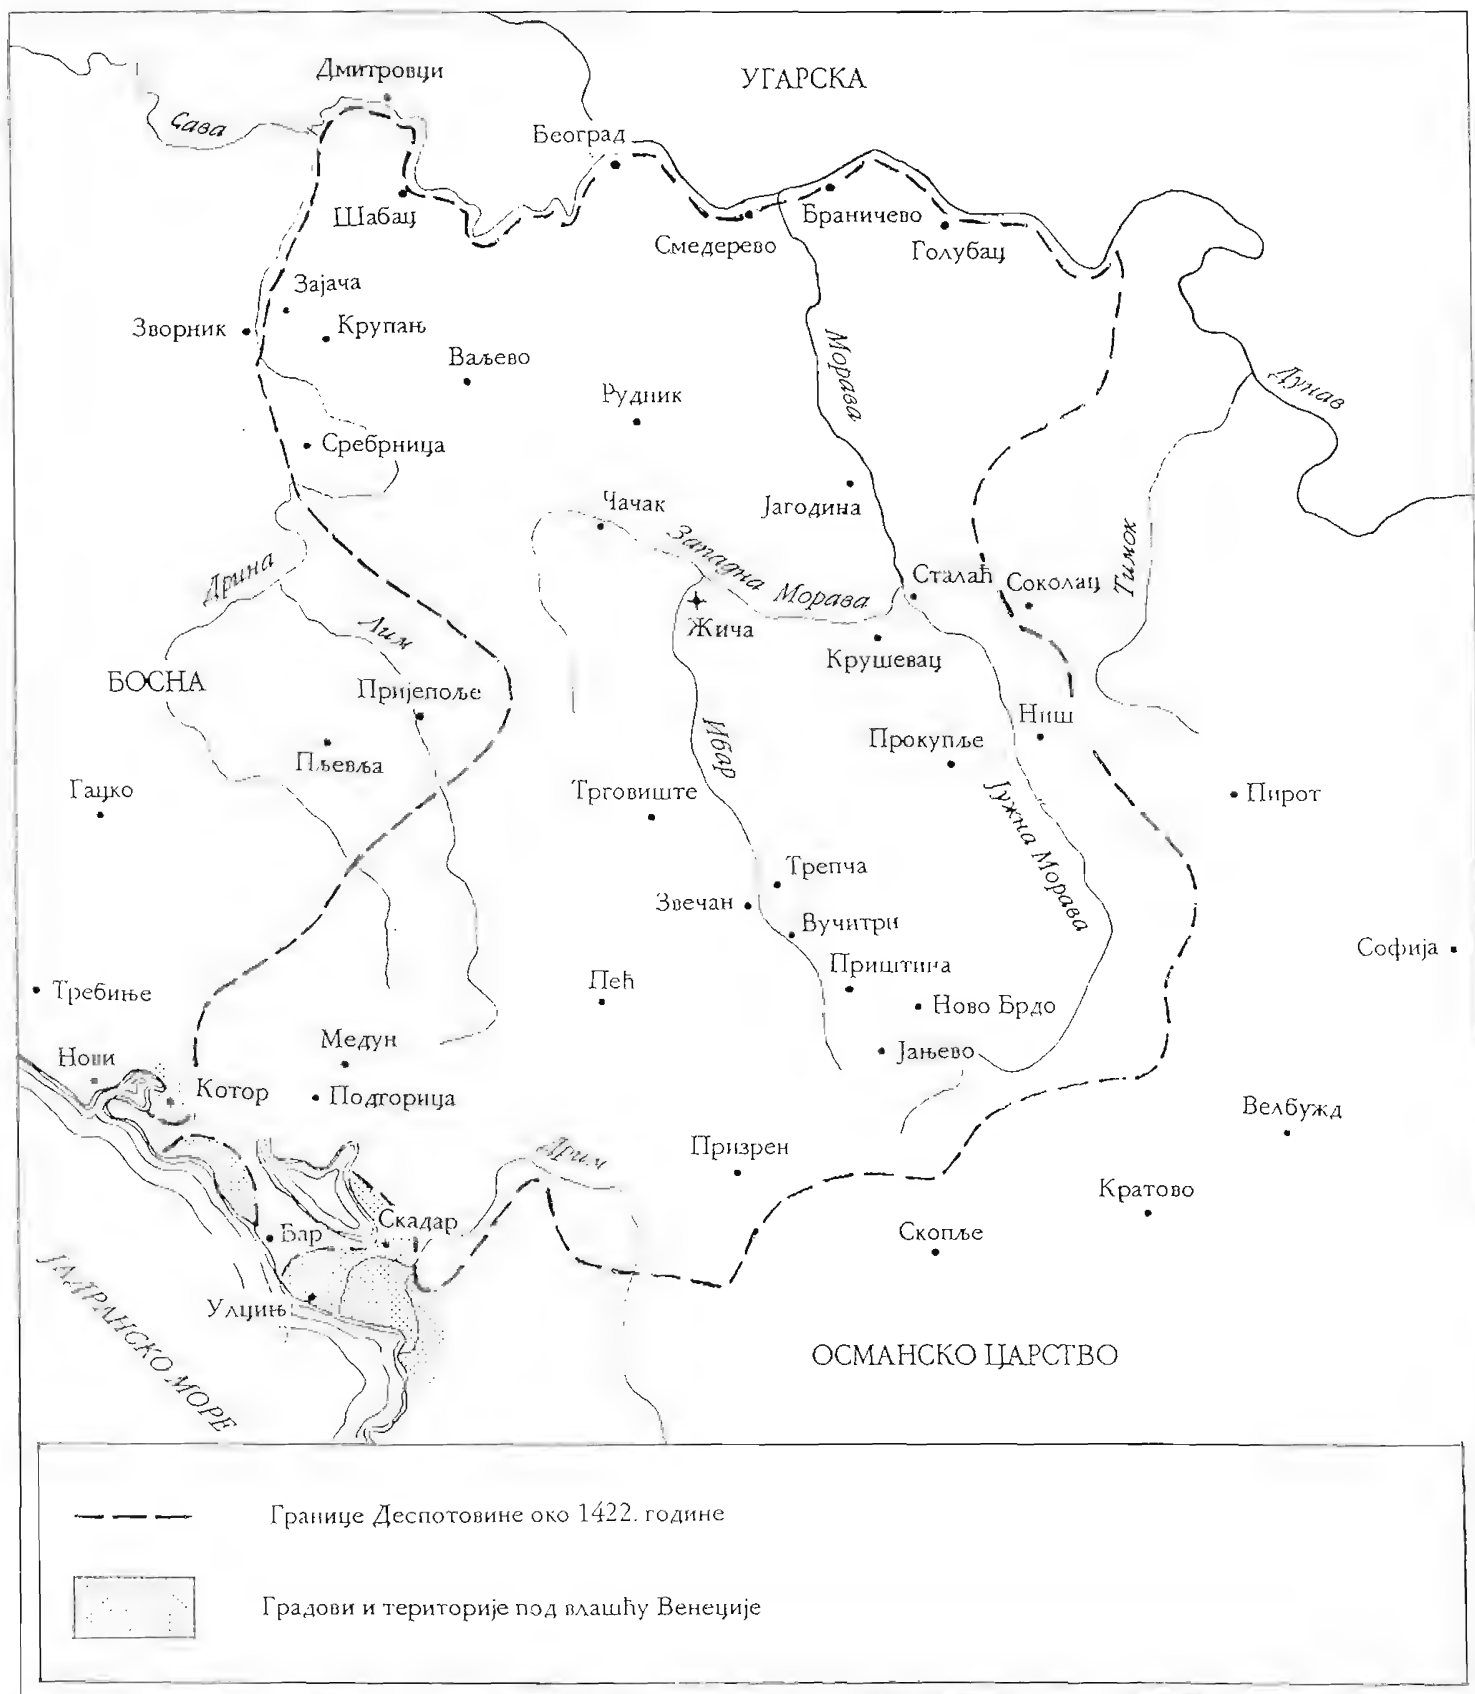 Дмитровци
УГАРСКА
Сава
Београд
Шабац
Браничево
Смедерево
Голубац
Зајача
Зворник
Крупањ
Ваљево
Морава
Рудник
Дунав
Сребрница
Чачак
Јагодина
Западна Морава
Тимок
Дрина
Сталаћ
Соколац
Лим
Жича
Крушевац
БОСНА
Пријепоље
Ниш
Ибар
Прокупље
Пљевља
Гацко
Трговиште
Јужна Морава
Пирот
Трепча
Звечан
Вучитри
Софија
Приштина
Пећ
Требиње
Ново Брдо
Медун
Нови
Јањево
Котор
Подгорица
Велбужд
Дрим
Призрен
Кратово
Скадар
Бар
Скопље
ЈАДРАНСКО МОРЕ
Улцињ
ОСМАНСКО ЦАРСТВО
Границе Деспотовине око 1422. године
Градови и територије под влашћу Венеције